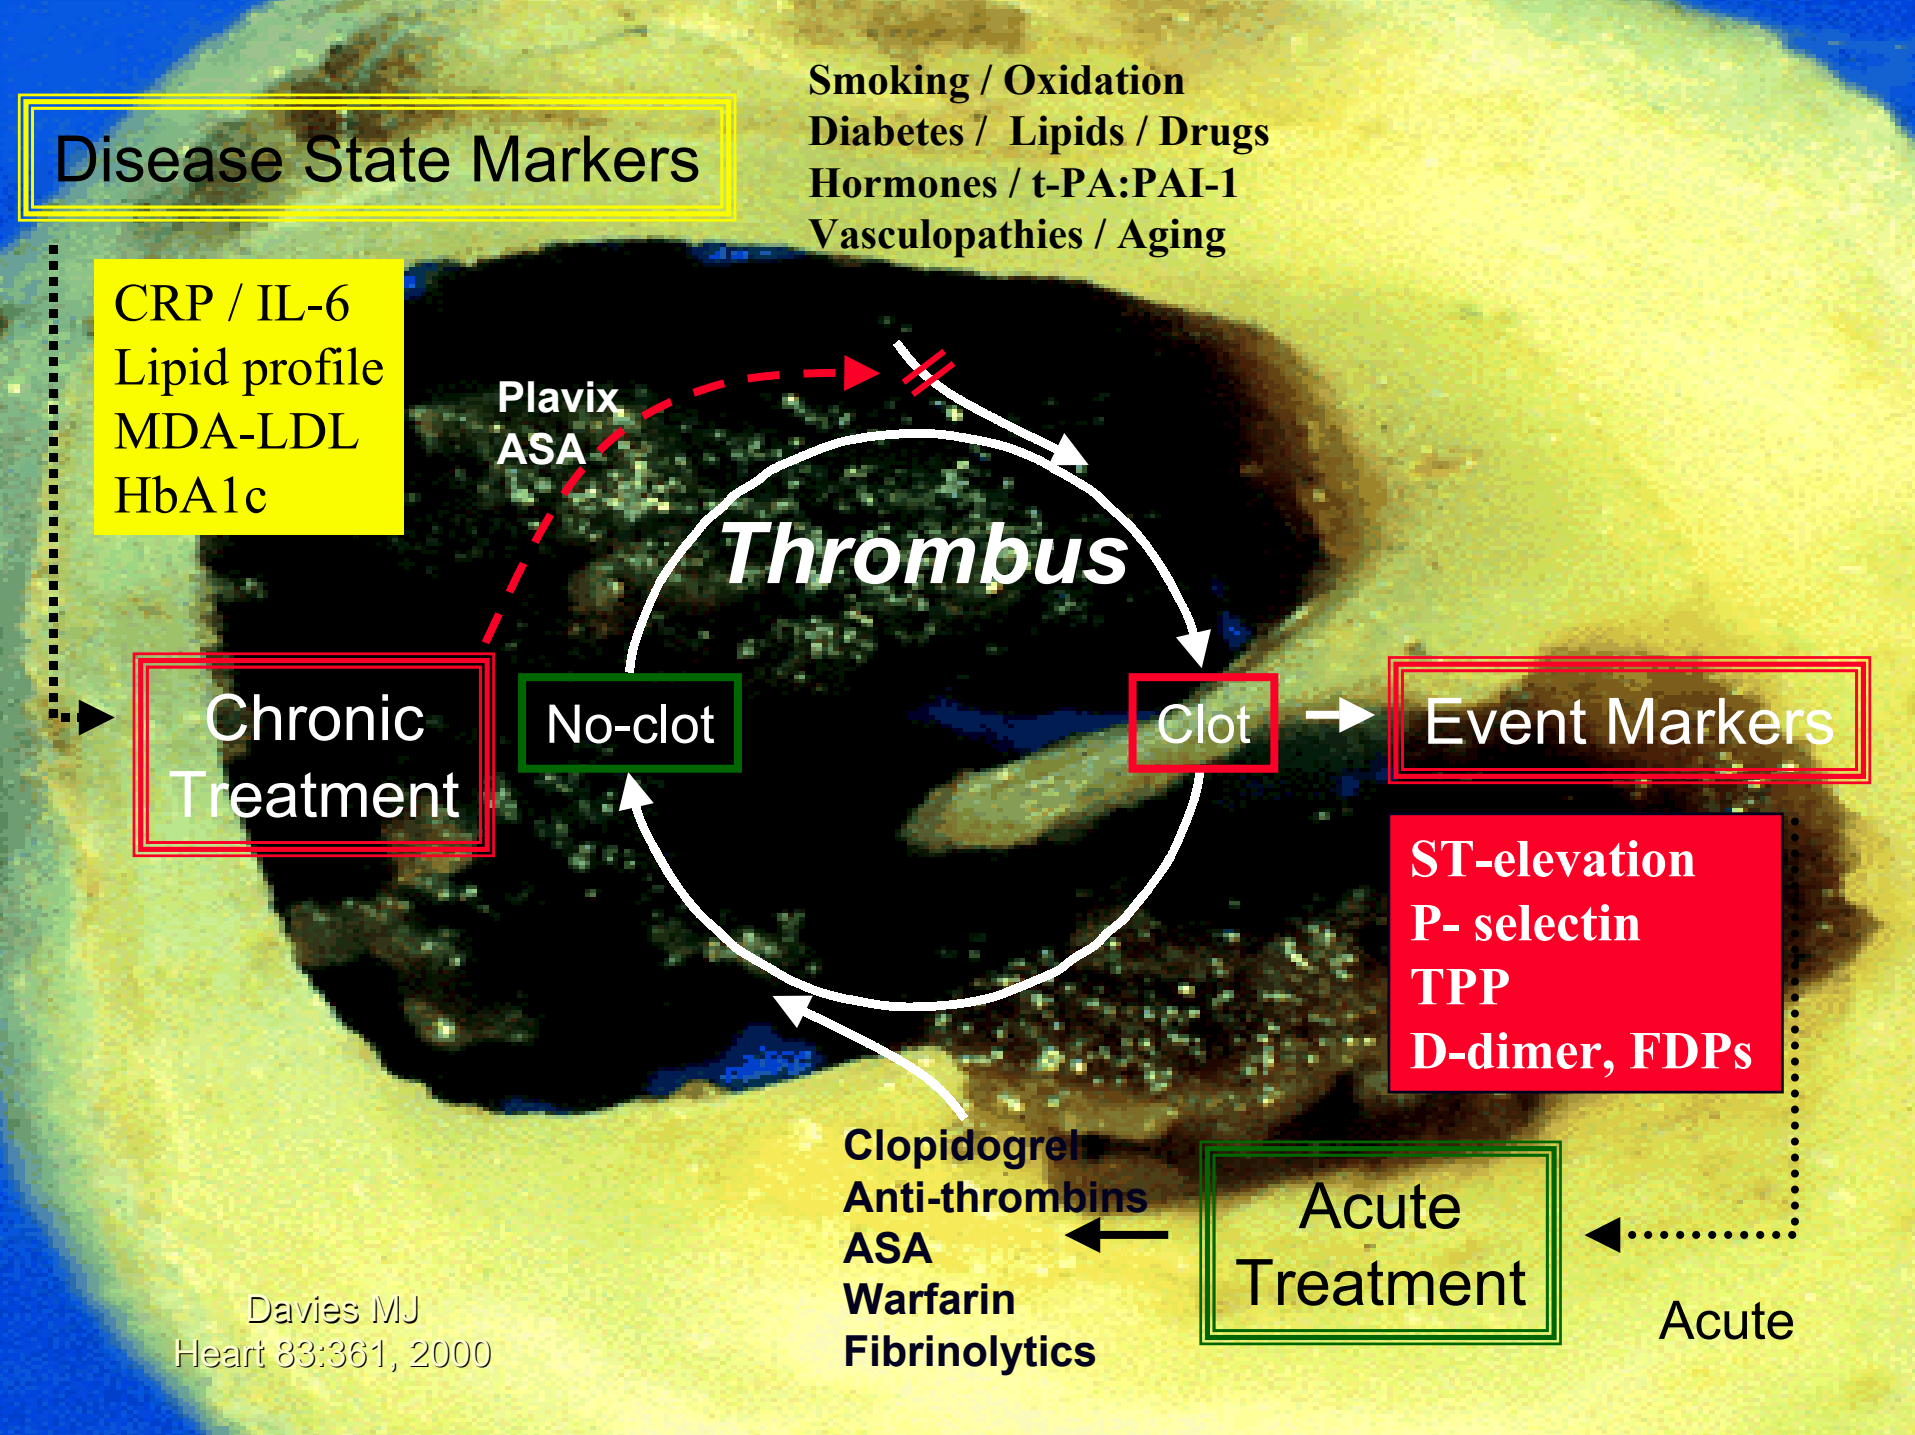 Smoking / Oxidation
Diabetes / Lipids / Drugs
Hormones / t-PA:PAI-1
Vasculopathies / Aging
Disease State Markers
CRP / IL-6
Lipid profile
MDA-LDL
HbA1c
Plavix
ASA
Thrombus
Chronic
Treatment
No-clot
Clot
Event Markers
ST-elevation
P- selectin
TPP
D-dimer, FDPs
Clopidogrel
Anti-thrombins
ASA
Warfarin
Fibrinolytics
Acute
Treatment
Acute
Davies MJ
Heart 83:361, 2000